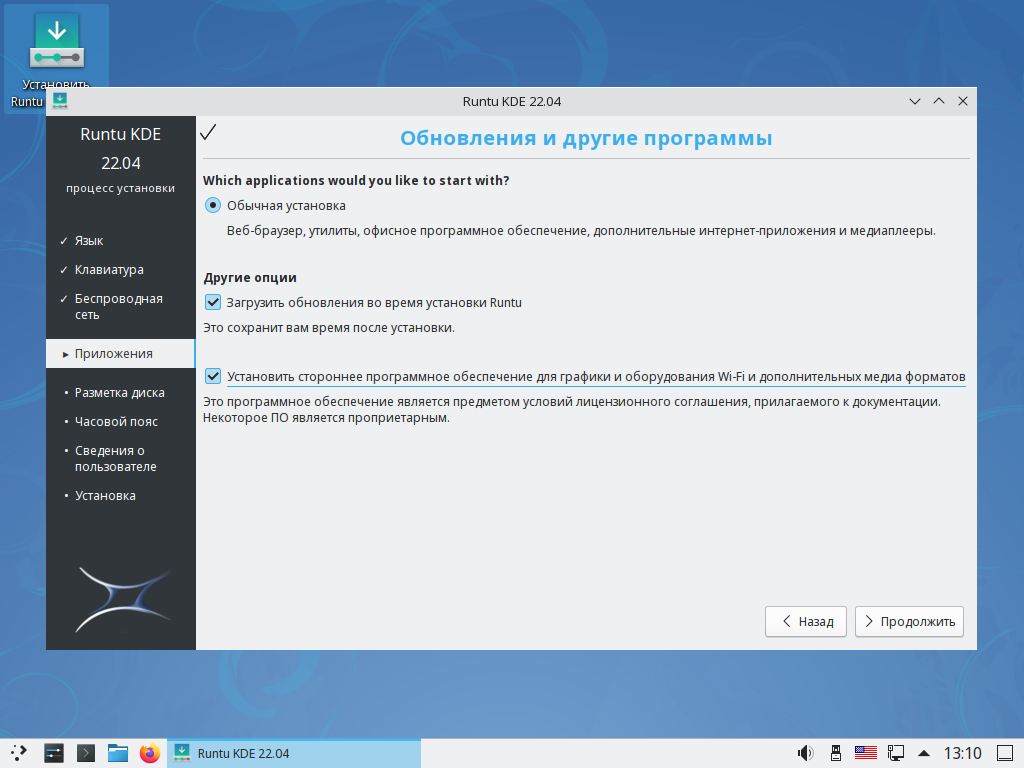 Установить
Runtu
Runtu KDE 22.04
Runtu KDE
22.04
процесс установки
✓ Язык
✓ Клавиатура
✓ Беспроводная
сеть
▸ Приложения
• Разметка диска
• Часовой пояс
• Сведения о
пользователе
• Установка
Обновления и другие программы
Which applications would you like to start with?
Обычная установка
Веб-браузер, утилиты, офисное программное обеспечение, дополнительные интернет-приложения и медиаплееры.
Другие опции
Загрузить обновления во время установки Runtu
Это сохранит вам время после установки.
Установить стороннее программное обеспечение для графики и оборудования Wi-Fi и дополнительных медиа форматов
Это программное обеспечение является предметом условий лицензионного соглашения, прилагаемого к документации.
Некоторое ПО является проприетарным.
Назад
Продолжить
Runtu KDE 22.04
13:10